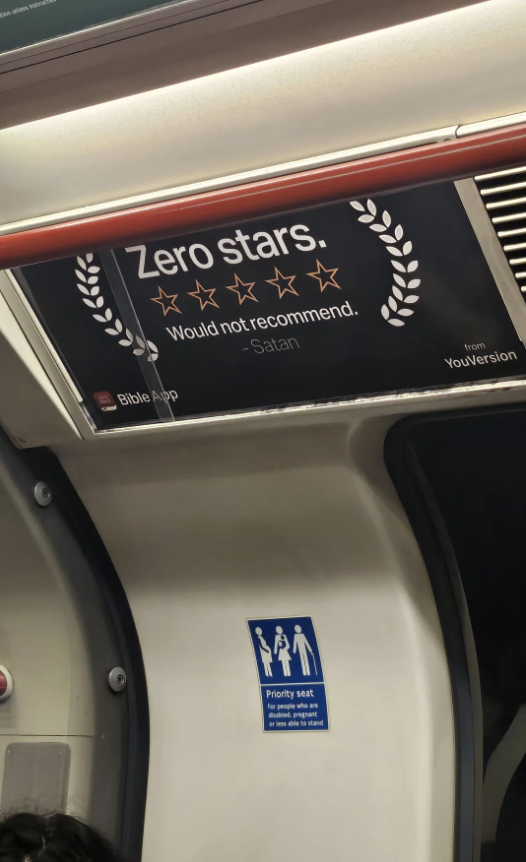 Zero stars.
Would not recommend.
- Satan
Bible App
from
YouVersion
Priority seat
For people who are
disabled, pregnant
or less able to stand